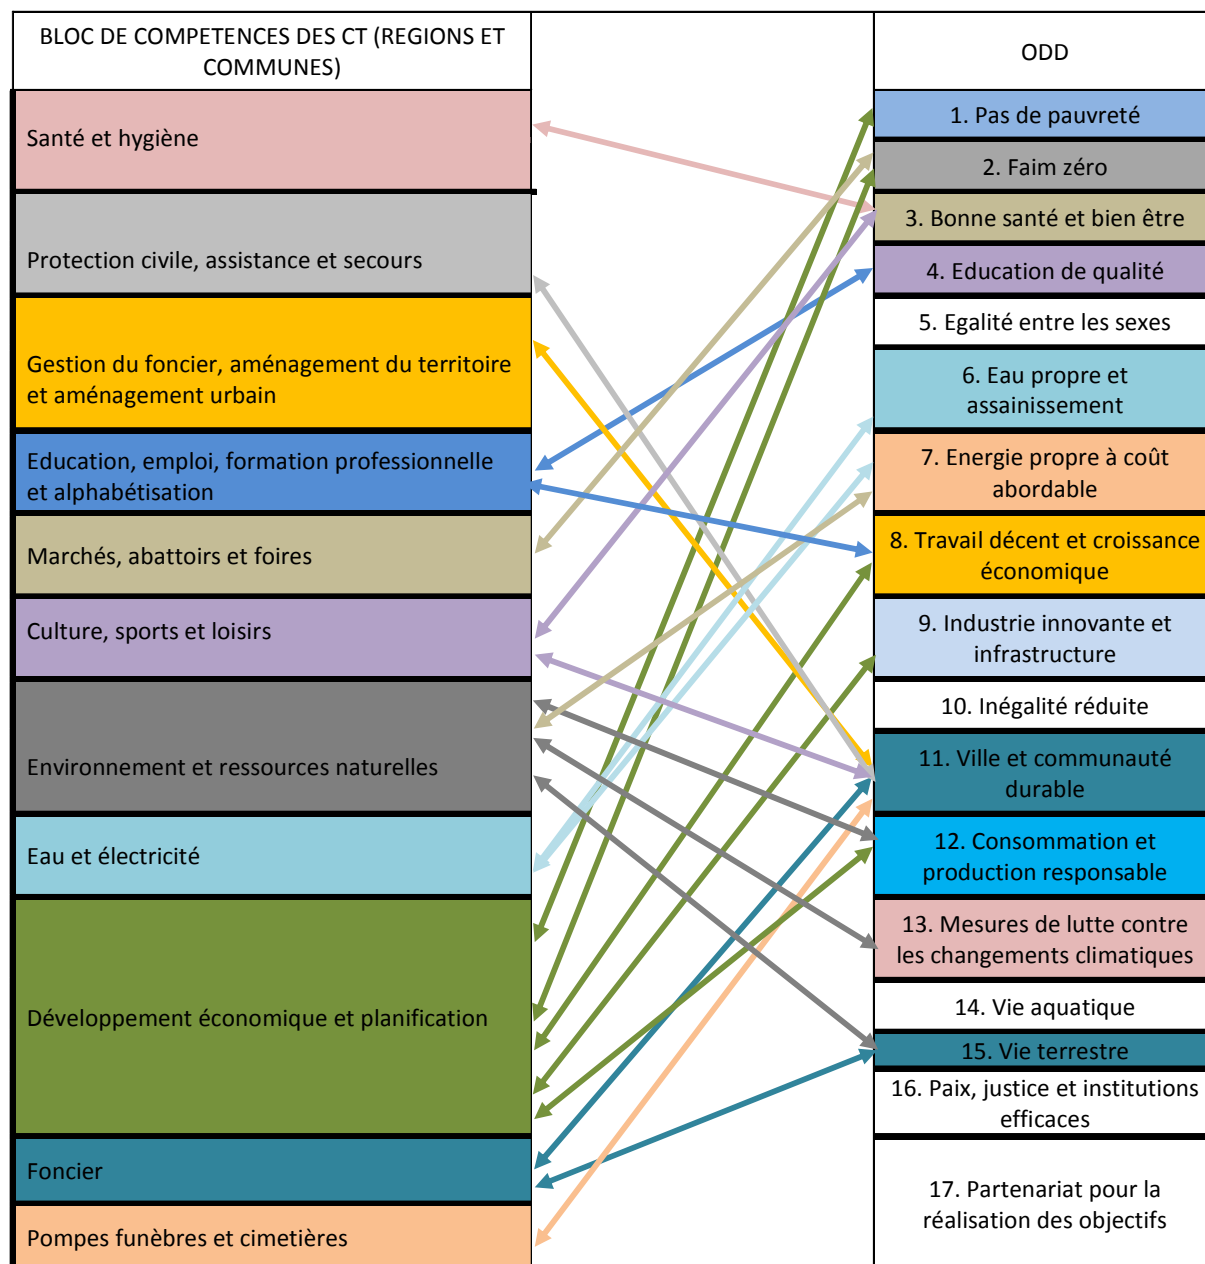 BLOC DE COMPETENCES DES CT (REGIONS ET
COMMUNES)
Santé et hygiène
Protection civile, assistance et secours
Gestion du foncier, aménagement du territoire
et aménagement urbain
Education, emploi, formation professionnelle
et alphabétisation
Marchés, abattoirs et foires
Culture, sports et loisirs
Environnement et ressources naturelles
Eau et électricité
Développement économique et planification
Foncier
Pompes funèbres et cimetières
ODD
1. Pas de pauvreté
2. Faim zéro
3. Bonne santé et bien être
4. Education de qualité
5. Egalité entre les sexes
6. Eau propre et
assainissement
7. Energie propre à coût
abordable
8. Travail décent et croissance
économique
9. Industrie innovante et
infrastructure
10. Inégalité réduite
11. Ville et communauté
durable
12. Consommation et
production responsable
13. Mesures de lutte contre
les changements climatiques
14. Vie aquatique
15. Vie terrestre
16. Paix, justice et institutions
efficaces
17. Partenariat pour la
réalisation des objectifs